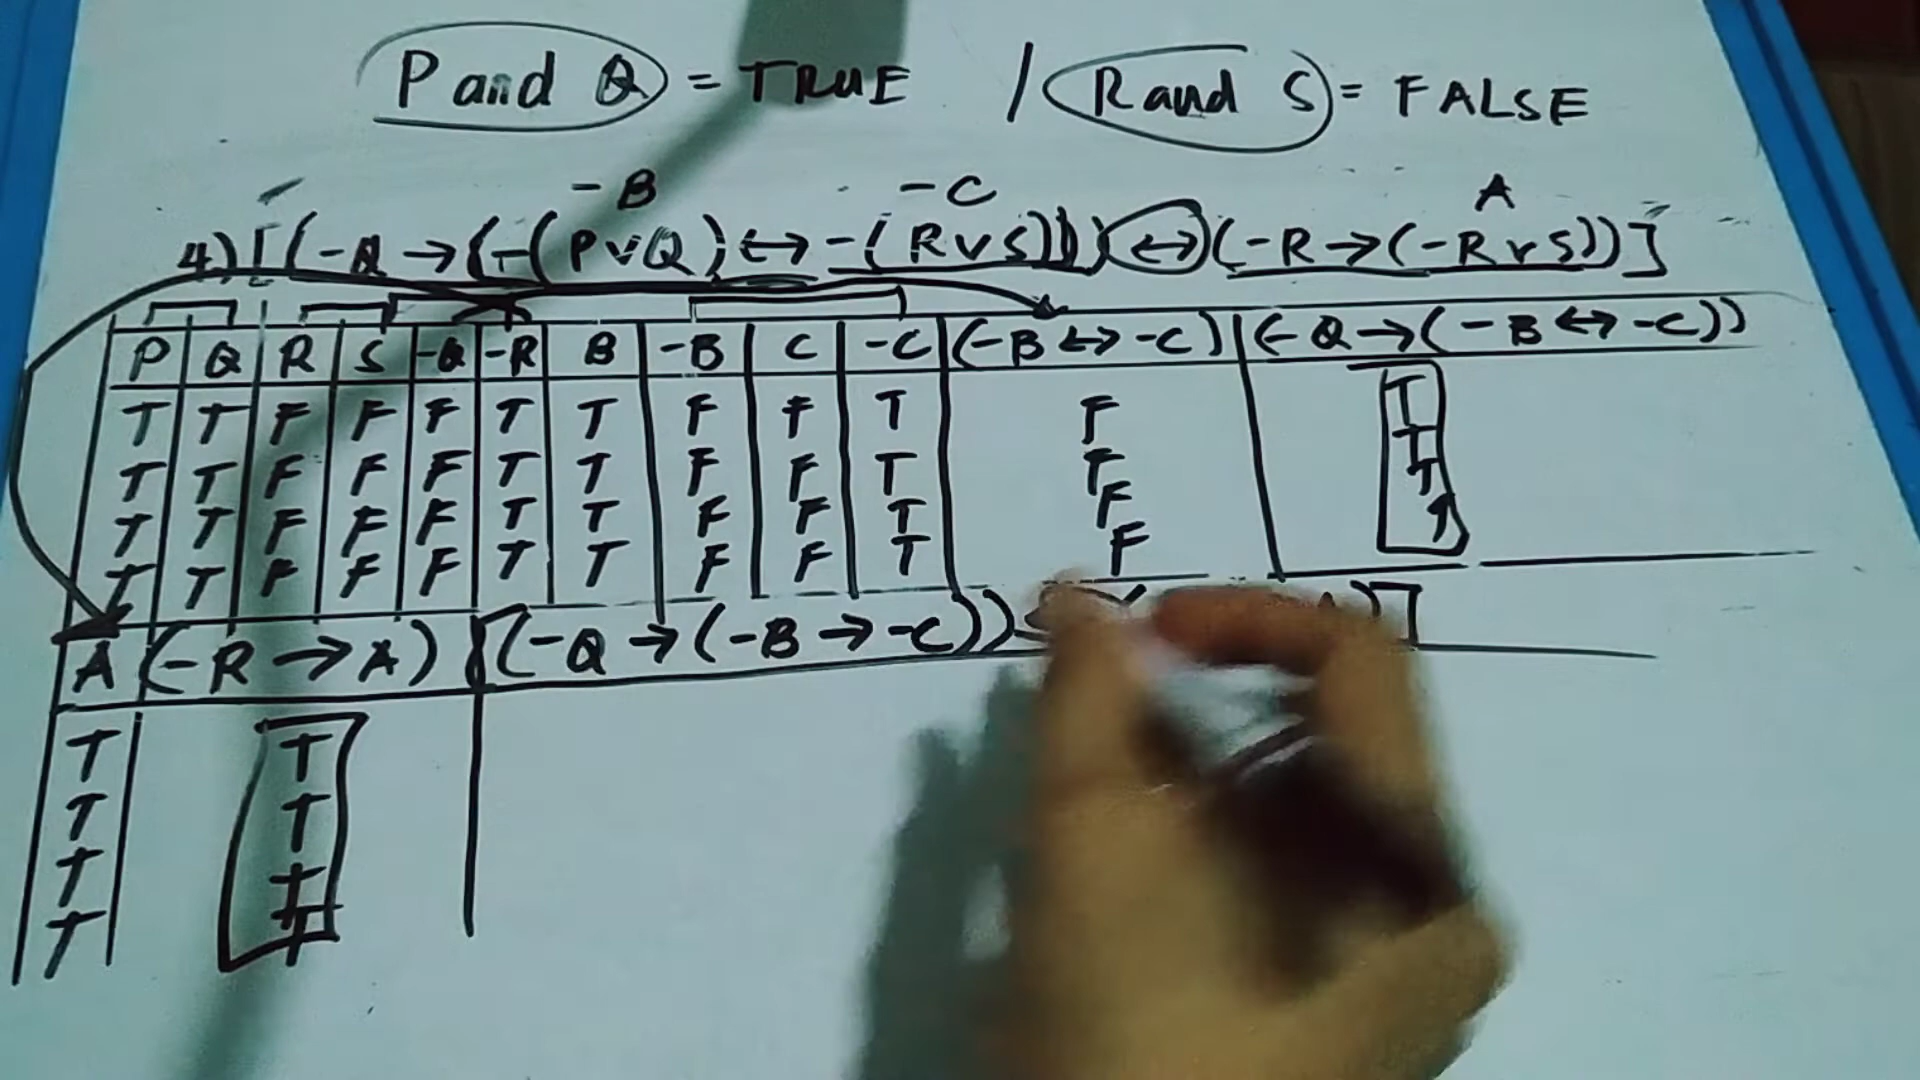 P and Q = TRUE / R and S = FALSE
-B -C A
4) [(-Q → (-(P∨Q) ↔ -(R∨S))) ↔ (-R → (-R∨S))]
P Q R S -Q -R B -B C -C (-B ↔ -C) (-Q → (-B ↔ -C))
T T F F F T T F F T F T
T T F F F T T F F T F T
T T F F F T T F F T F T
T T F F F T T F F T F T
A (-R → A) [(-Q → (-B → -C)) )]
T T
T T
T T
T T